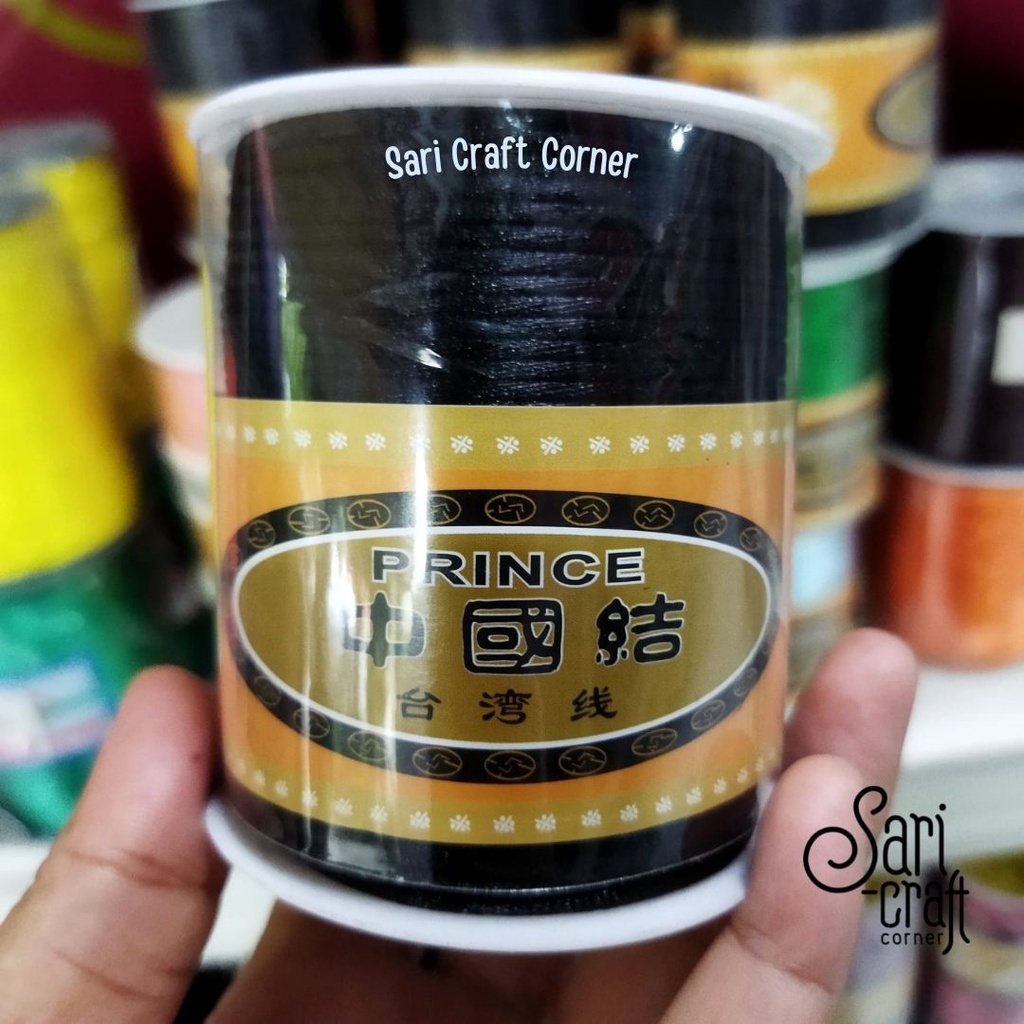 Sari Craft Corner
PRINCE
中國結
台湾线
Sari
craft
corner